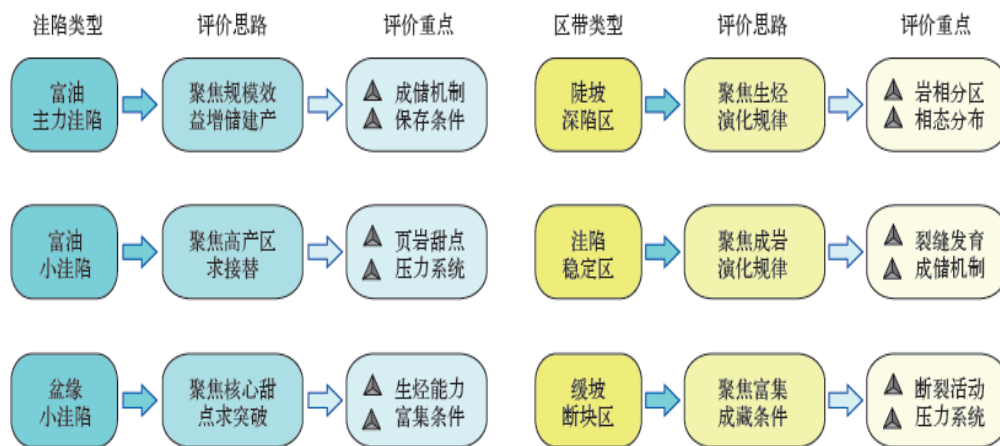 洼陷类型 评价思路 评价重点 区带类型 评价思路 评价重点
富油
主力洼陷
聚焦规模效
益增储建产
成储机制
保存条件
陡坡
深陷区
聚焦生烃
演化规律
岩相分区
相态分布
富油
小洼陷
聚焦高产区
求接替
页岩甜点
压力系统
洼陷
稳定区
聚焦成岩
演化规律
裂缝发育
成储机制
盆缘
小洼陷
聚焦核心甜
点求突破
生烃能力
富集条件
缓坡
断块区
聚焦富集
成藏条件
断裂活动
压力系统